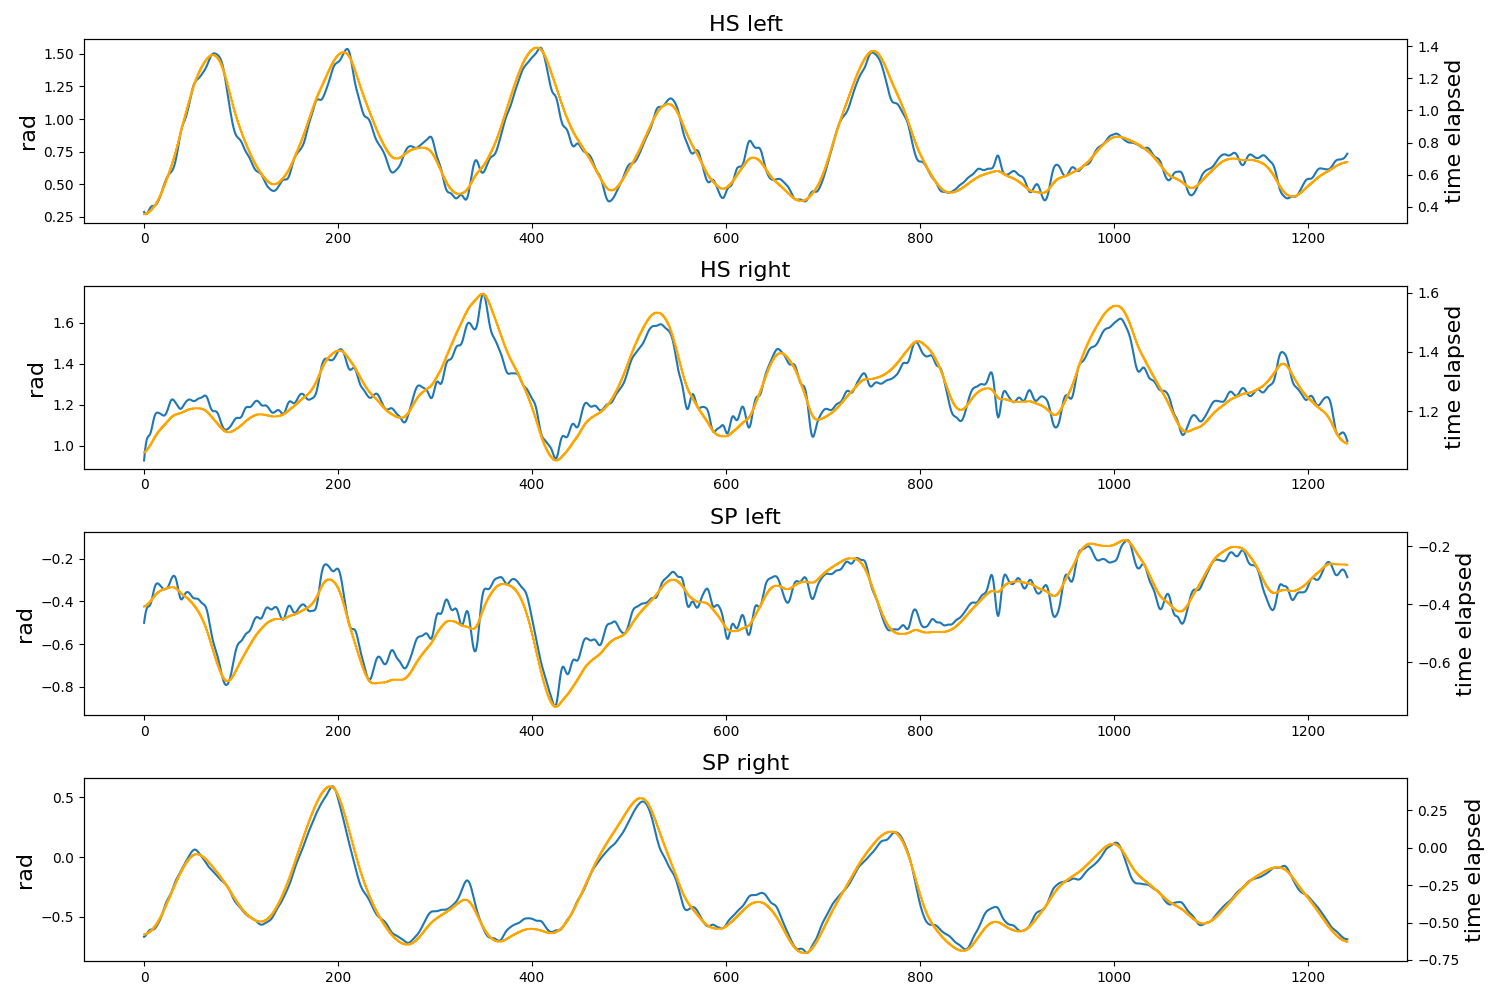 HS left
1.50
1.25
1.00
0.75
0.50
0.25
rad
1.4
1.2
1.0
0.8
0.6
0.4
time elapsed
0 200 400 600 800 1000 1200
HS right
1.6
1.4
1.2
1.0
rad
1.6
1.4
1.2
time elapsed
0 200 400 600 800 1000 1200
SP left
−0.2
−0.4
−0.6
−0.8
rad
−0.2
−0.4
−0.6
time elapsed
0 200 400 600 800 1000 1200
SP right
0.5
0.0
−0.5
rad
0.25
0.00
−0.25
−0.50
−0.75
time elapsed
0 200 400 600 800 1000 1200